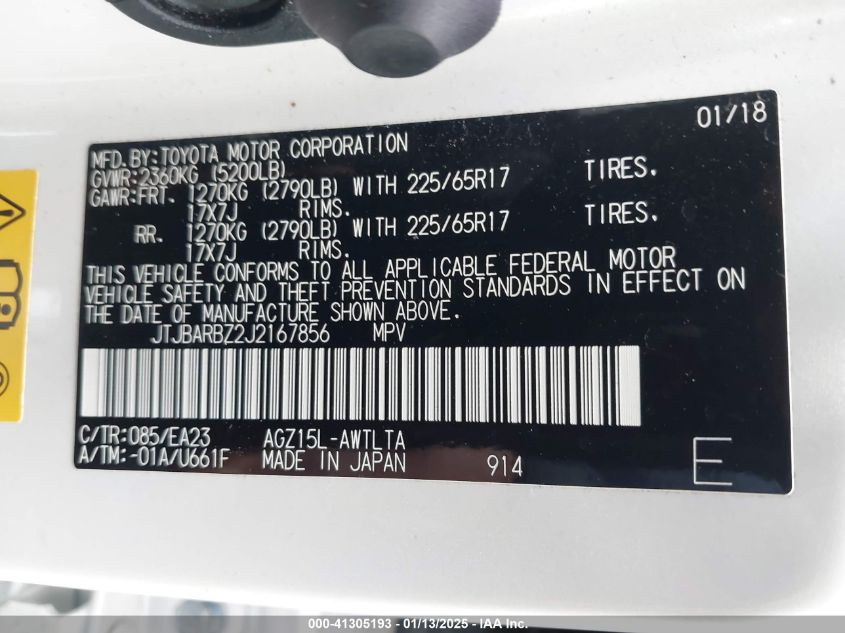 01/18
MFD. BY: TOYOTA MOTOR CORPORATION
GVWR: 2360KG (5200LB)
GAWR: FRT. 1270KG (2790LB) WITH 225/65R17 TIRES.
17X7J RIMS.
RR. 1270KG (2790LB) WITH 225/65R17 TIRES.
17X7J RIMS.
THIS VEHICLE CONFORMS TO ALL APPLICABLE FEDERAL MOTOR
VEHICLE SAFETY AND THEFT PREVENTION STANDARDS IN EFFECT ON
THE DATE OF MANUFACTURE SHOWN ABOVE.
JTJBARBZ2J2167856 MPV
C/TR: 085/EA23 AGZ15L-AWTLTA
A/TM: -01A/U661F MADE IN JAPAN 914 E
000-41305193 - 01/13/2025 - IAA Inc.